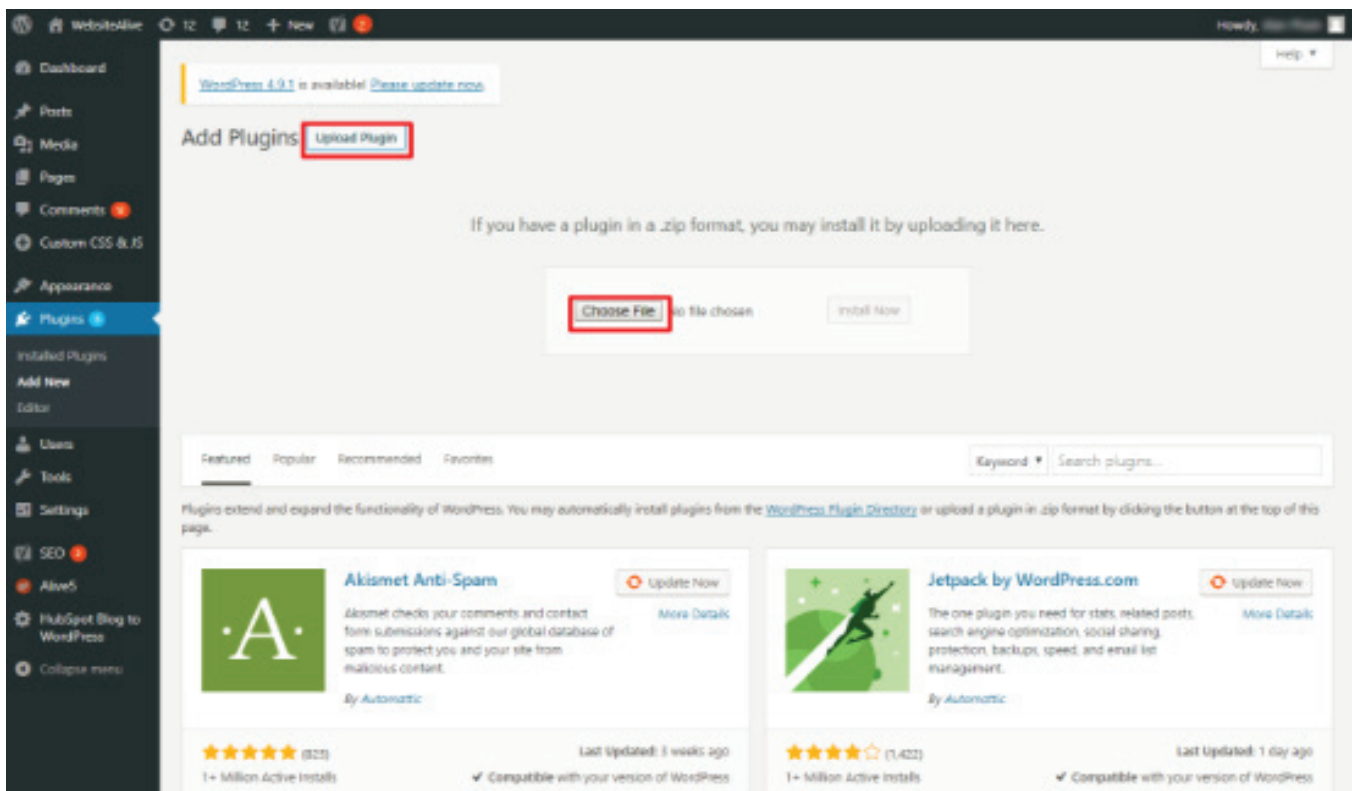 WebsiteAlive 12 12 + New
Howdy,
Help ▼
Dashboard
Posts
Media
Pages
Comments
Custom CSS & JS
Appearance
Plugins
Installed Plugins
Add New
Editor
Users
Tools
Settings
SEO
Alive5
HubSpot Blog to
WordPress
Collapse menu
WordPress 4.9.1 is available! Please update now.
Add Plugins Upload Plugin
If you have a plugin in a .zip format, you may install it by uploading it here.
Choose File No file chosen Install Now
Featured Popular Recommended Favorites Keyword ▼ Search plugins...
Plugins extend and expand the functionality of WordPress. You may automatically install plugins from the WordPress Plugin Directory or upload a plugin in .zip format by clicking the button at the top of this
page.
·A·
Akismet Anti-Spam
Update Now
More Details
Akismet checks your comments and contact
form submissions against our global database of
spam to protect you and your site from
malicious content.
By Automattic
(823)
Last Updated: 3 weeks ago
1+ Million Active Installs
✔ Compatible with your version of WordPress
Jetpack by WordPress.com
Update Now
More Details
The one plugin you need for stats, related posts,
search engine optimization, social sharing,
protection, backups, speed, and email list
management.
By Automattic
(1,422)
Last Updated: 1 day ago
1+ Million Active Installs
✔ Compatible with your version of WordPress